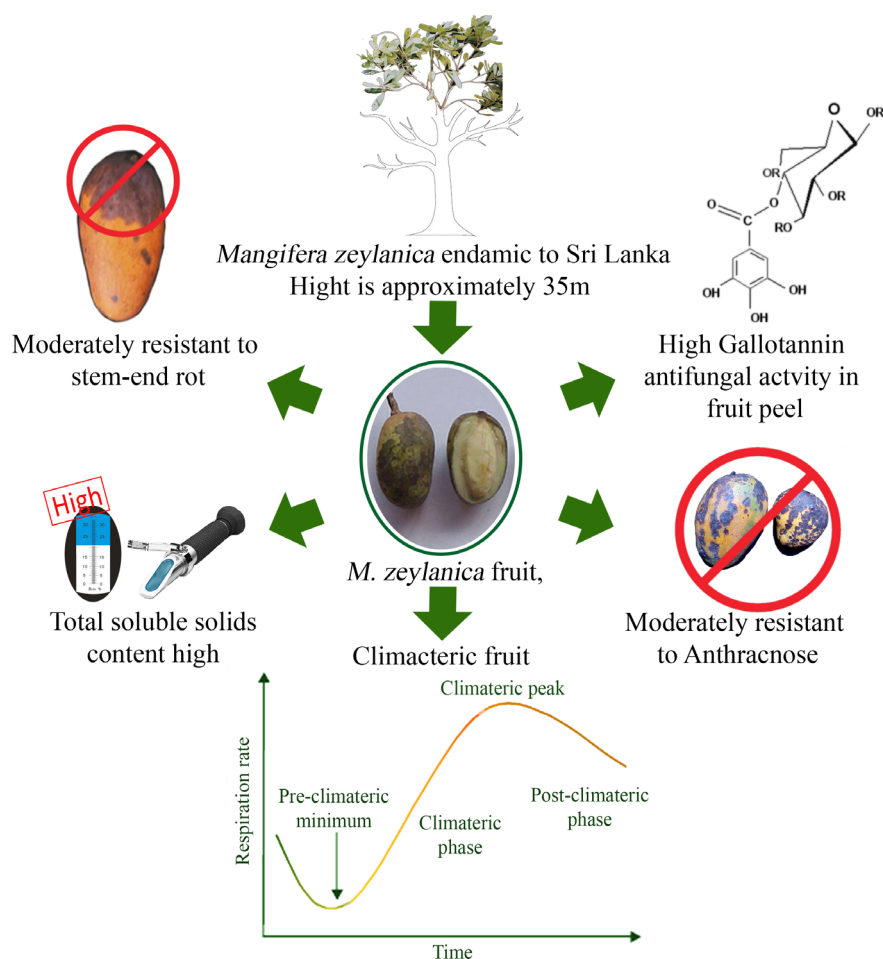 Mangifera zeylanica endamic to Sri Lanka
Hight is approximately 35m
Moderately resistant to
stem-end rot
O
OR
OR
O
RO
OR
O
C
OH
OH
OH
High Gallotannin
antifungal actvity in
fruit peel
High
Total soluble solids
content high
M. zeylanica fruit,
Moderately resistant
to Anthracnose
Climacteric fruit
Climateric peak
Respiration rate
Pre-climateric
minimum
Climateric
phase
Post-climateric
phase
Time